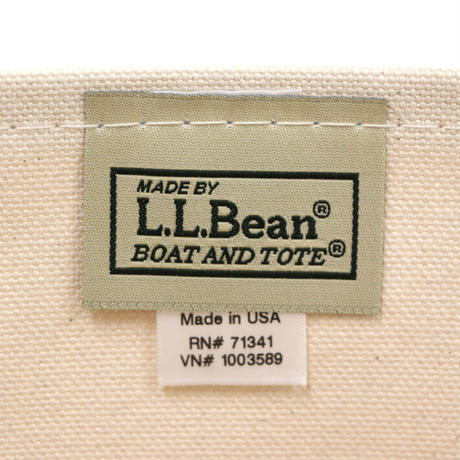 MADE BY
L.L.Bean®
BOAT AND TOTE®
Made in USA
RN# 71341
VN# 1003589